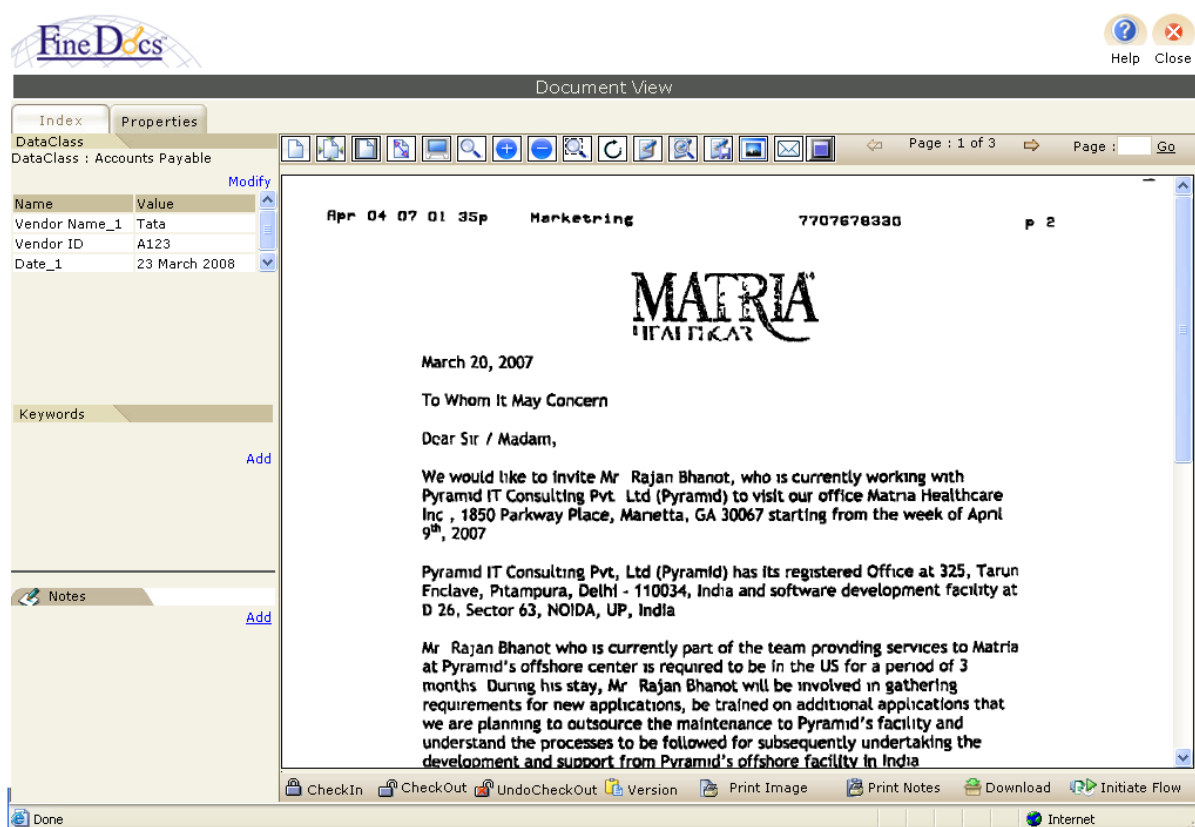 FineDocs
Help Close
Document View
Index Properties
DataClass
DataClass : Accounts Payable
Modify
Name Value
Vendor Name_1 Tata
Vendor ID A123
Date_1 23 March 2008
Keywords
Add
Notes
Add
Page : 1 of 3 Page : Go
Apr 04 07 01 35p Marketring 7707678330 p 2
MATRIA
March 20, 2007
To Whom It May Concern
Dear Sir / Madam,
We would like to invite Mr Rajan Bhanot, who is currently working with
Pyramid IT Consulting Pvt Ltd (Pyramid) to visit our office Matria Healthcare
Inc , 1850 Parkway Place, Marietta, GA 30067 starting from the week of April
9th, 2007
Pyramid IT Consulting Pvt, Ltd (Pyramid) has its registered Office at 325, Tarun
Enclave, Pitampura, Delhi - 110034, India and software development facility at
D 26, Sector 63, NOIDA, UP, India
Mr Rajan Bhanot who is currently part of the team providing services to Matria
at Pyramid's offshore center is required to be in the US for a period of 3
months During his stay, Mr Rajan Bhanot will be involved in gathering
requirements for new applications, be trained on additional applications that
we are planning to outsource the maintenance to Pyramid's facility and
understand the processes to be followed for subsequently undertaking the
development and support from Pyramid's offshore facility in India
CheckIn CheckOut UndoCheckOut Version Print Image Print Notes Download Initiate Flow
Done Internet